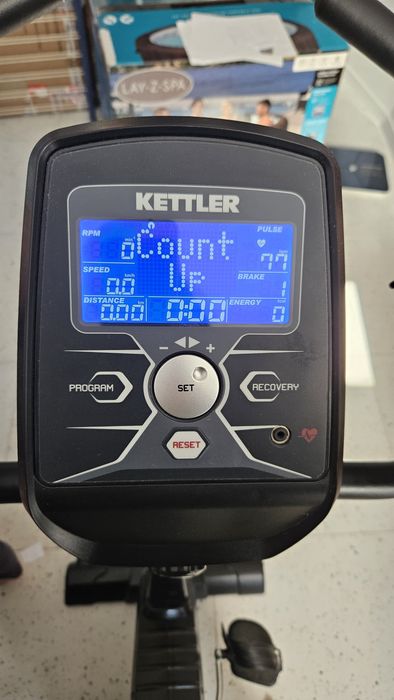 LAY-Z-SPA
KETTLER
RPM
0
Count
Up
PULSE
77
SPEED
km/h
0.0
BRAKE
1
DISTANCE
0.00
0:00
ENERGY
0
− +
PROGRAM
SET
RECOVERY
RESET